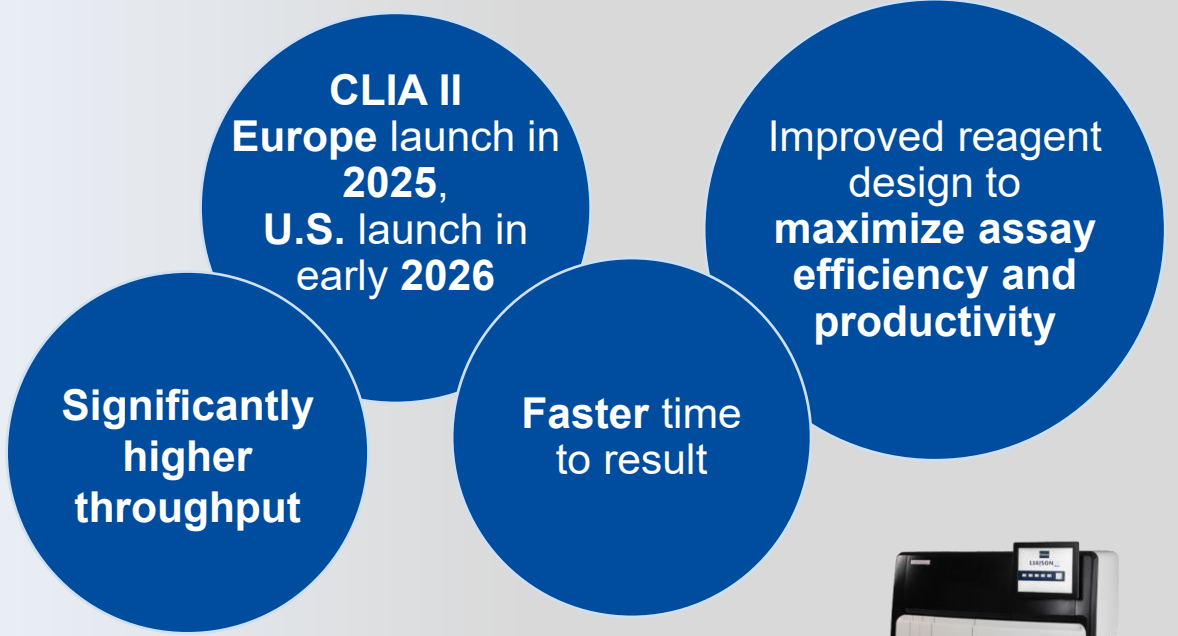 CLIA II
Europe launch in
2025,
U.S. launch in
early 2026
Improved reagent
design to
maximize assay
efficiency and
productivity
Significantly
higher
throughput
Faster time
to result
LIAISON